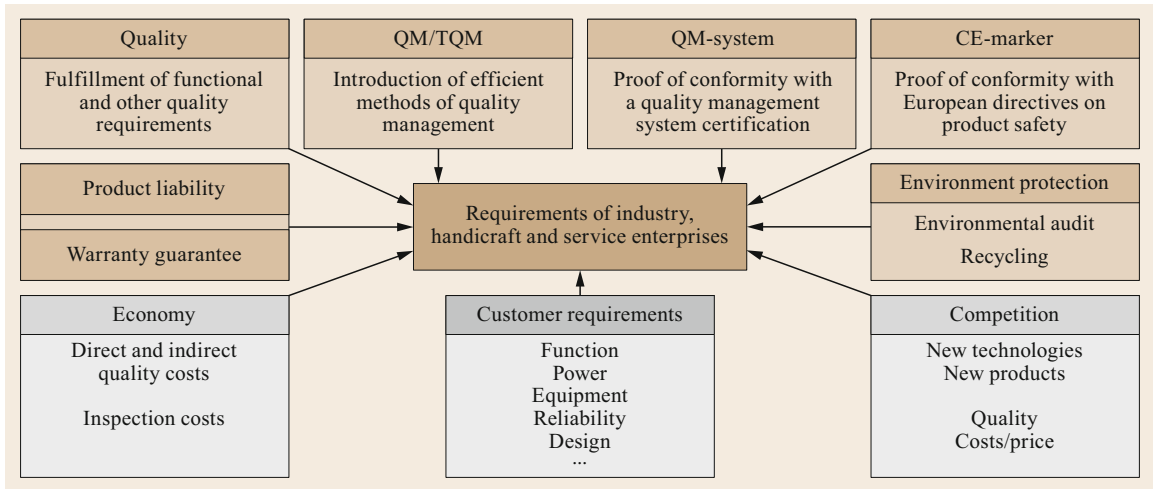 Quality
Fulfillment of functional
and other quality
requirements
QM/TQM
Introduction of efficient
methods of quality
management
QM-system
Proof of conformity with
a quality management
system certification
CE-marker
Proof of conformity with
European directives on
product safety
Product liability
Warranty guarantee
Requirements of industry,
handicraft and service enterprises
Environment protection
Environmental audit
Recycling
Economy
Direct and indirect
quality costs
Inspection costs
Customer requirements
Function
Power
Equipment
Reliability
Design
...
Competition
New technologies
New products
Quality
Costs/price